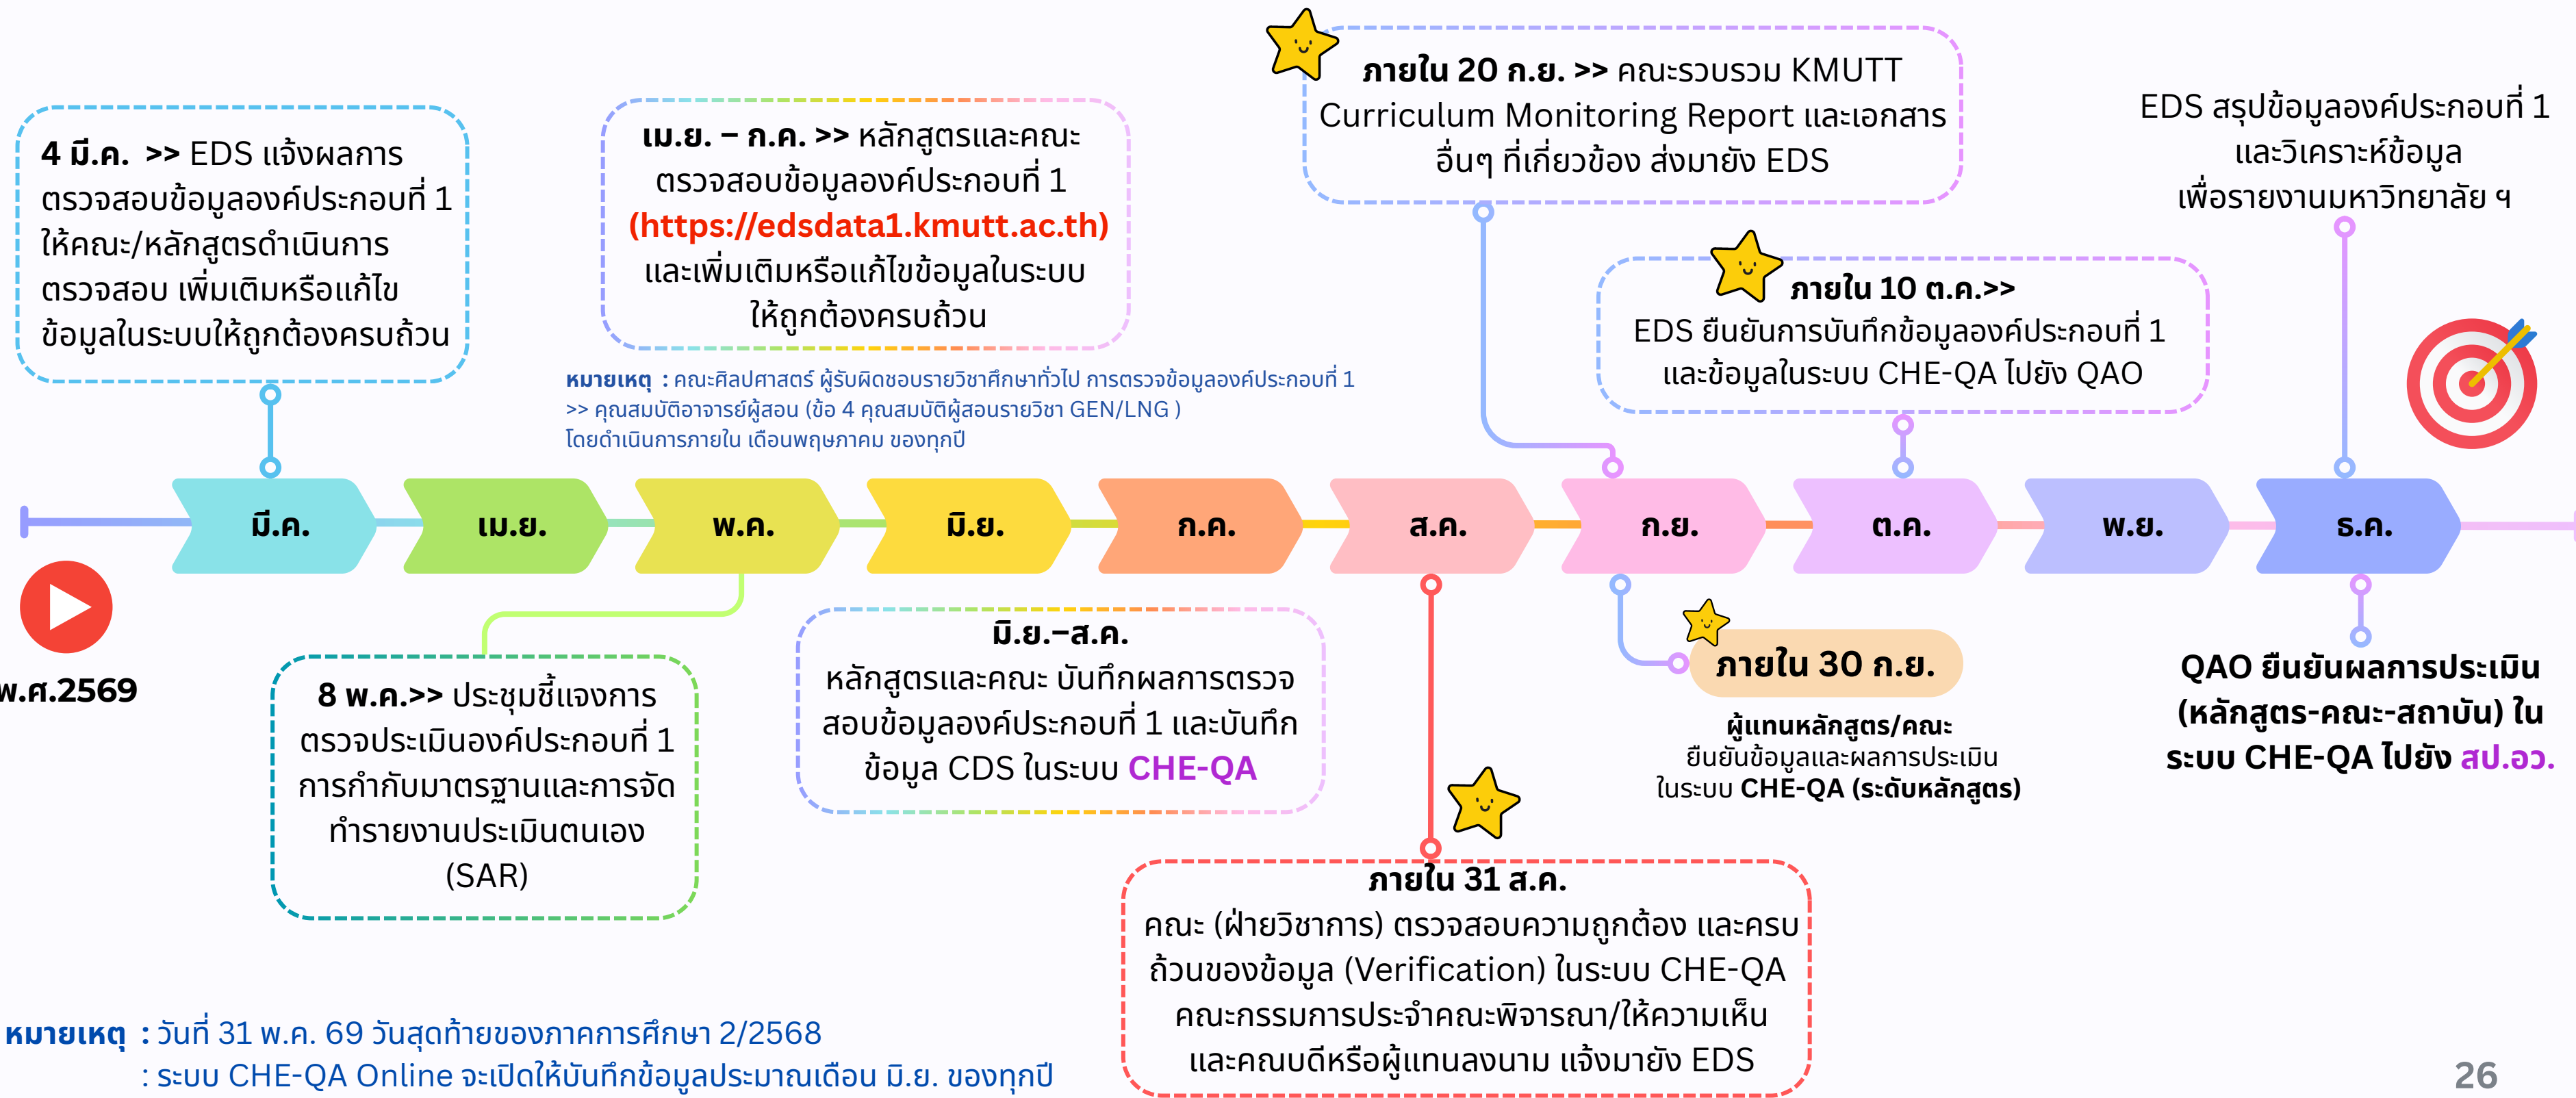 4 มี.ค. >> EDS แจ้งผลการ
ตรวจสอบข้อมูลองค์ประกอบที่ 1
ให้คณะ/หลักสูตรดำเนินการ
ตรวจสอบ เพิ่มเติมหรือแก้ไข
ข้อมูลในระบบให้ถูกต้องครบถ้วน
เม.ย. – ก.ค. >> หลักสูตรและคณะ
ตรวจสอบข้อมูลองค์ประกอบที่ 1
(https://edsdata1.kmutt.ac.th)
และเพิ่มเติมหรือแก้ไขข้อมูลในระบบ
ให้ถูกต้องครบถ้วน
หมายเหตุ : คณะศิลปศาสตร์ ผู้รับผิดชอบรายวิชาศึกษาทั่วไป การตรวจข้อมูลองค์ประกอบที่ 1
>> คุณสมบัติอาจารย์ผู้สอน (ข้อ 4 คุณสมบัติผู้สอนรายวิชา GEN/LNG )
โดยดำเนินการภายใน เดือนพฤษภาคม ของทุกปี
ภายใน 20 ก.ย. >> คณะรวบรวม KMUTT
Curriculum Monitoring Report และเอกสาร
อื่นๆ ที่เกี่ยวข้อง ส่งมายัง EDS
ภายใน 10 ต.ค.>>
EDS ยืนยันการบันทึกข้อมูลองค์ประกอบที่ 1
และข้อมูลในระบบ CHE-QA ไปยัง QAO
EDS สรุปข้อมูลองค์ประกอบที่ 1
และวิเคราะห์ข้อมูล
เพื่อรายงานมหาวิทยาลัย ฯ
มี.ค.
เม.ย.
พ.ค.
มิ.ย.
ก.ค.
ส.ค.
ก.ย.
ต.ค.
พ.ย.
ธ.ค.
พ.ศ.2569
8 พ.ค.>> ประชุมชี้แจงการ
ตรวจประเมินองค์ประกอบที่ 1
การกำกับมาตรฐานและการจัด
ทำรายงานประเมินตนเอง
(SAR)
มิ.ย.–ส.ค.
หลักสูตรและคณะ บันทึกผลการตรวจ
สอบข้อมูลองค์ประกอบที่ 1 และบันทึก
ข้อมูล CDS ในระบบ CHE-QA
ภายใน 31 ส.ค.
คณะ (ฝ่ายวิชาการ) ตรวจสอบความถูกต้อง และครบ
ถ้วนของข้อมูล (Verification) ในระบบ CHE-QA
คณะกรรมการประจำคณะพิจารณา/ให้ความเห็น
และคณบดีหรือผู้แทนลงนาม แจ้งมายัง EDS
ภายใน 30 ก.ย.
ผู้แทนหลักสูตร/คณะ
ยืนยันข้อมูลและผลการประเมิน
ในระบบ CHE-QA (ระดับหลักสูตร)
QAO ยืนยันผลการประเมิน
(หลักสูตร-คณะ-สถาบัน) ใน
ระบบ CHE-QA ไปยัง สป.อว.
หมายเหตุ : วันที่ 31 พ.ค. 69 วันสุดท้ายของภาคการศึกษา 2/2568
: ระบบ CHE-QA Online จะเปิดให้บันทึกข้อมูลประมาณเดือน มิ.ย. ของทุกปี
26